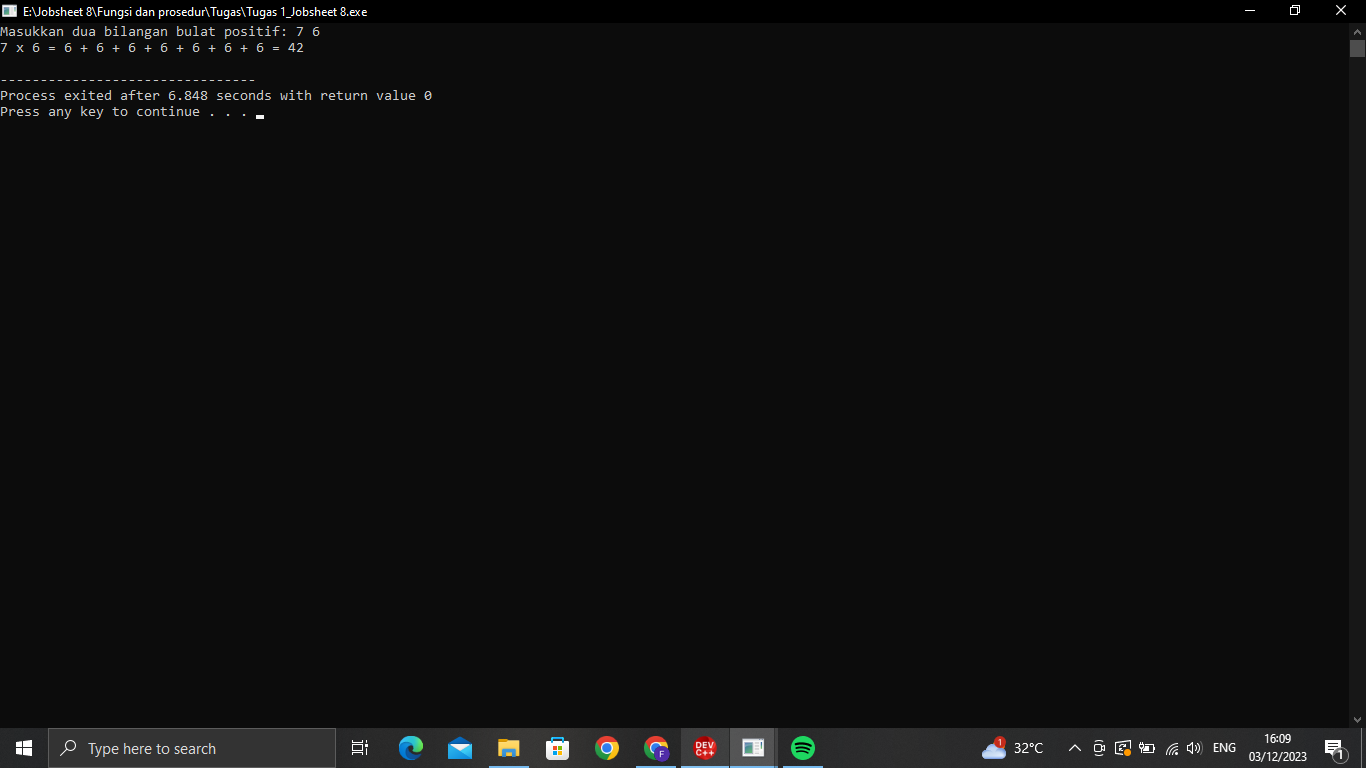 E:\Jobsheet 8\Fungsi dan prosedur\Tugas\Tugas 1_Jobsheet 8.exe
Masukkan dua bilangan bulat positif: 7 6
7 x 6 = 6 + 6 + 6 + 6 + 6 + 6 + 6 = 42
--------------------------------
Process exited after 6.848 seconds with return value 0
Press any key to continue . . .
Type here to search
F
DEV
C++
1
32°C
ENG
16:09
03/12/2023
1